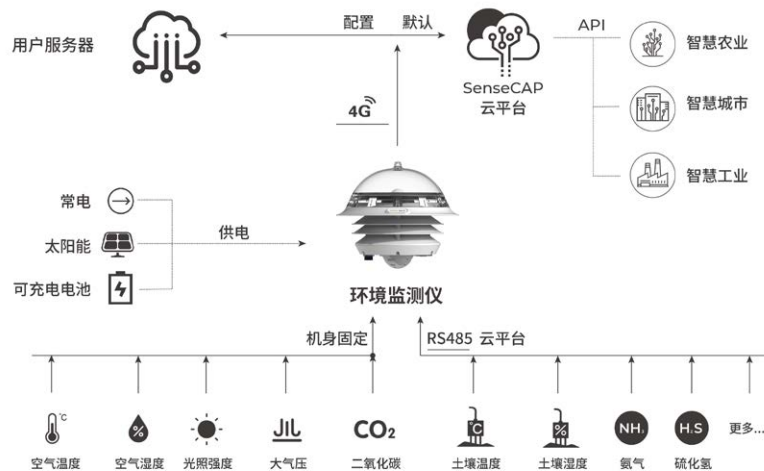 配置 默认
用户服务器
API
智慧农业
SenseCAP
云平台
4G
智慧城市
智慧工业
常电
太阳能
供电
可充电电池
环境监测仪
机身固定
RS485 云平台
℃
%
CO₂
℃
%
NH.
H.S
更多...
空气温度
空气湿度
光照强度
大气压
二氧化碳
土壤温度
土壤湿度
氨气
硫化氢